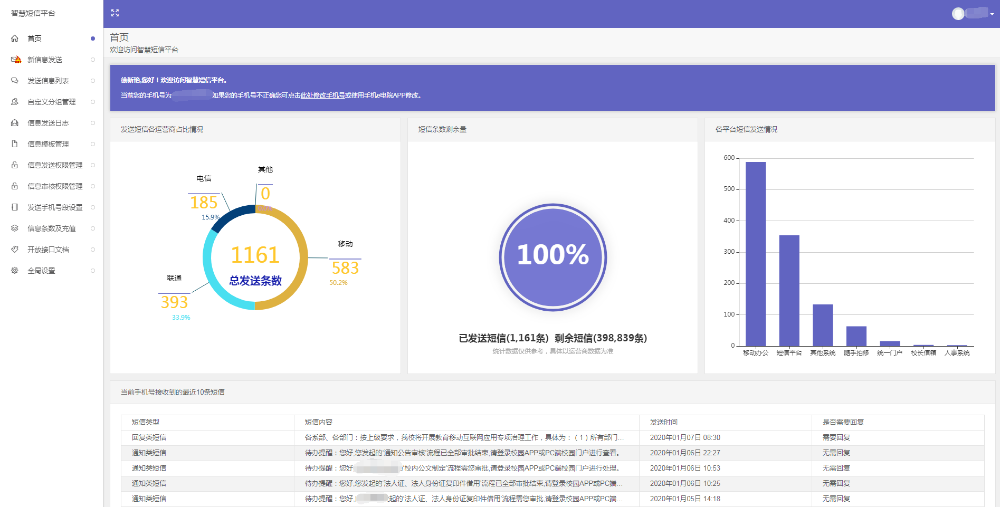 智慧短信平台
首页
新信息发送
发送信息列表
自定义分组管理
信息发送日志
信息模板管理
信息发送权限管理
信息审核权限管理
发送手机号段设置
信息条数及充值
开放接口文档
全局设置
首页
欢迎访问智慧短信平台
徐新艳,您好！欢迎访问智慧短信平台。
当前您的手机号为 如果您的手机号不正确您可点击此处修改手机号或使用手机e电院APP修改。
发送短信各运营商占比情况
其他
0
0.0%
电信
185
15.9%
移动
583
50.2%
联通
393
33.9%
1161
总发送条数
短信条数剩余量
100%
已发送短信(1,161条) 剩余短信(398,839条)
统计数据仅供参考，具体以运营商数据为准
各平台短信发送情况
600
500
400
300
200
100
0
移动办公 短信平台 其他系统 随手拍修 统一门户 校长信箱 人事系统
当前手机号接收到的最近10条短信
短信类型 短信内容 发送时间 是否需要回复
回复类短信 各系部、各部门：按上级要求，我校将开展教育移动互联网应用专项治理工作，具体为：（1）所有部门… 2020年01月07日 08:30 需要回复
通知类短信 待办提醒：您好,您发起的'通知公告审核'流程已全部审批结束,请登录校园APP或PC端校园门户进行查看。 2020年01月06日 22:27 无需回复
通知类短信 待办提醒：您好 '校内公文制定'流程需您审批,请登录校园APP或PC端校园门户进行处理。 2020年01月06日 10:53 无需回复
通知类短信 待办提醒：您好,您发起的'法人证、法人身份证复印件借用'流程已全部审批结束,请登录校园APP或PC端… 2020年01月06日 10:25 无需回复
通知类短信 待办提醒：您好, 起的'法人证、法人身份证复印件借用'流程需您审批,请登录校园APP或PC端… 2020年01月05日 14:18 无需回复